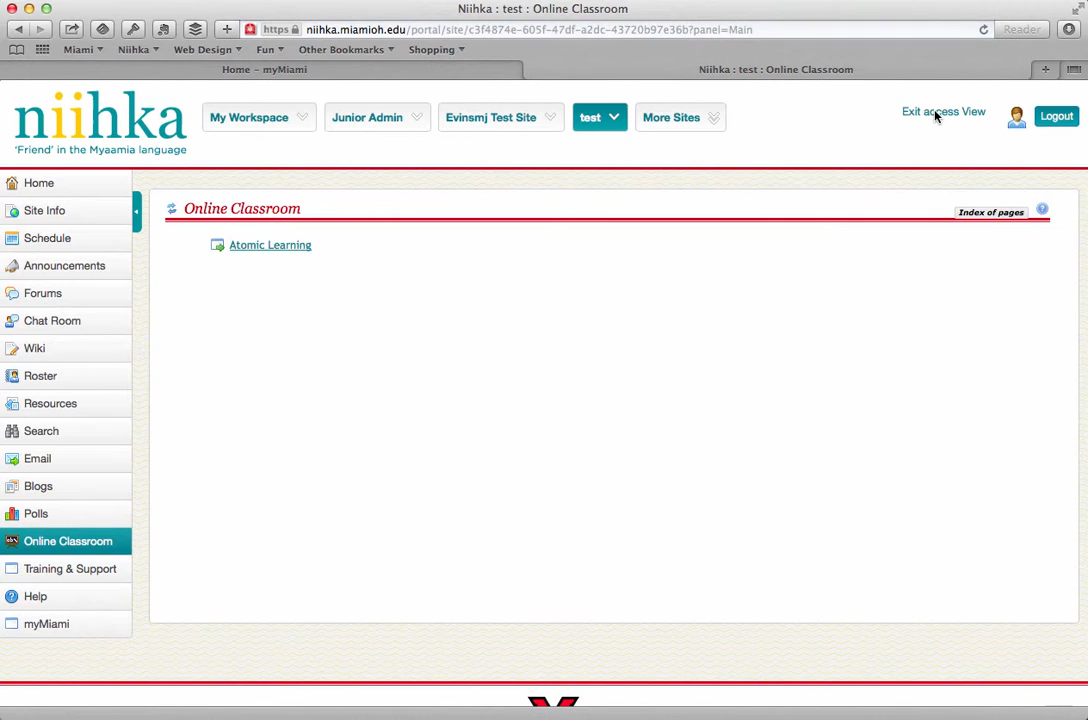 Niihka : test : Online Classroom
https niihka.miamioh.edu/portal/site/c3f4874e-605f-47df-a2dc-43720b97e36b?panel=Main Reader
Miami Niihka Web Design Fun Other Bookmarks Shopping
Home – myMiami Niihka : test : Online Classroom
niihka
'Friend' in the Myaamia language
My Workspace Junior Admin Evinsmj Test Site test More Sites
Exit access View Logout
Home
Site Info
Schedule
Announcements
Forums
Chat Room
Wiki
Roster
Resources
Search
Email
Blogs
Polls
Online Classroom
Training & Support
Help
myMiami
Online Classroom
Index of pages
Atomic Learning